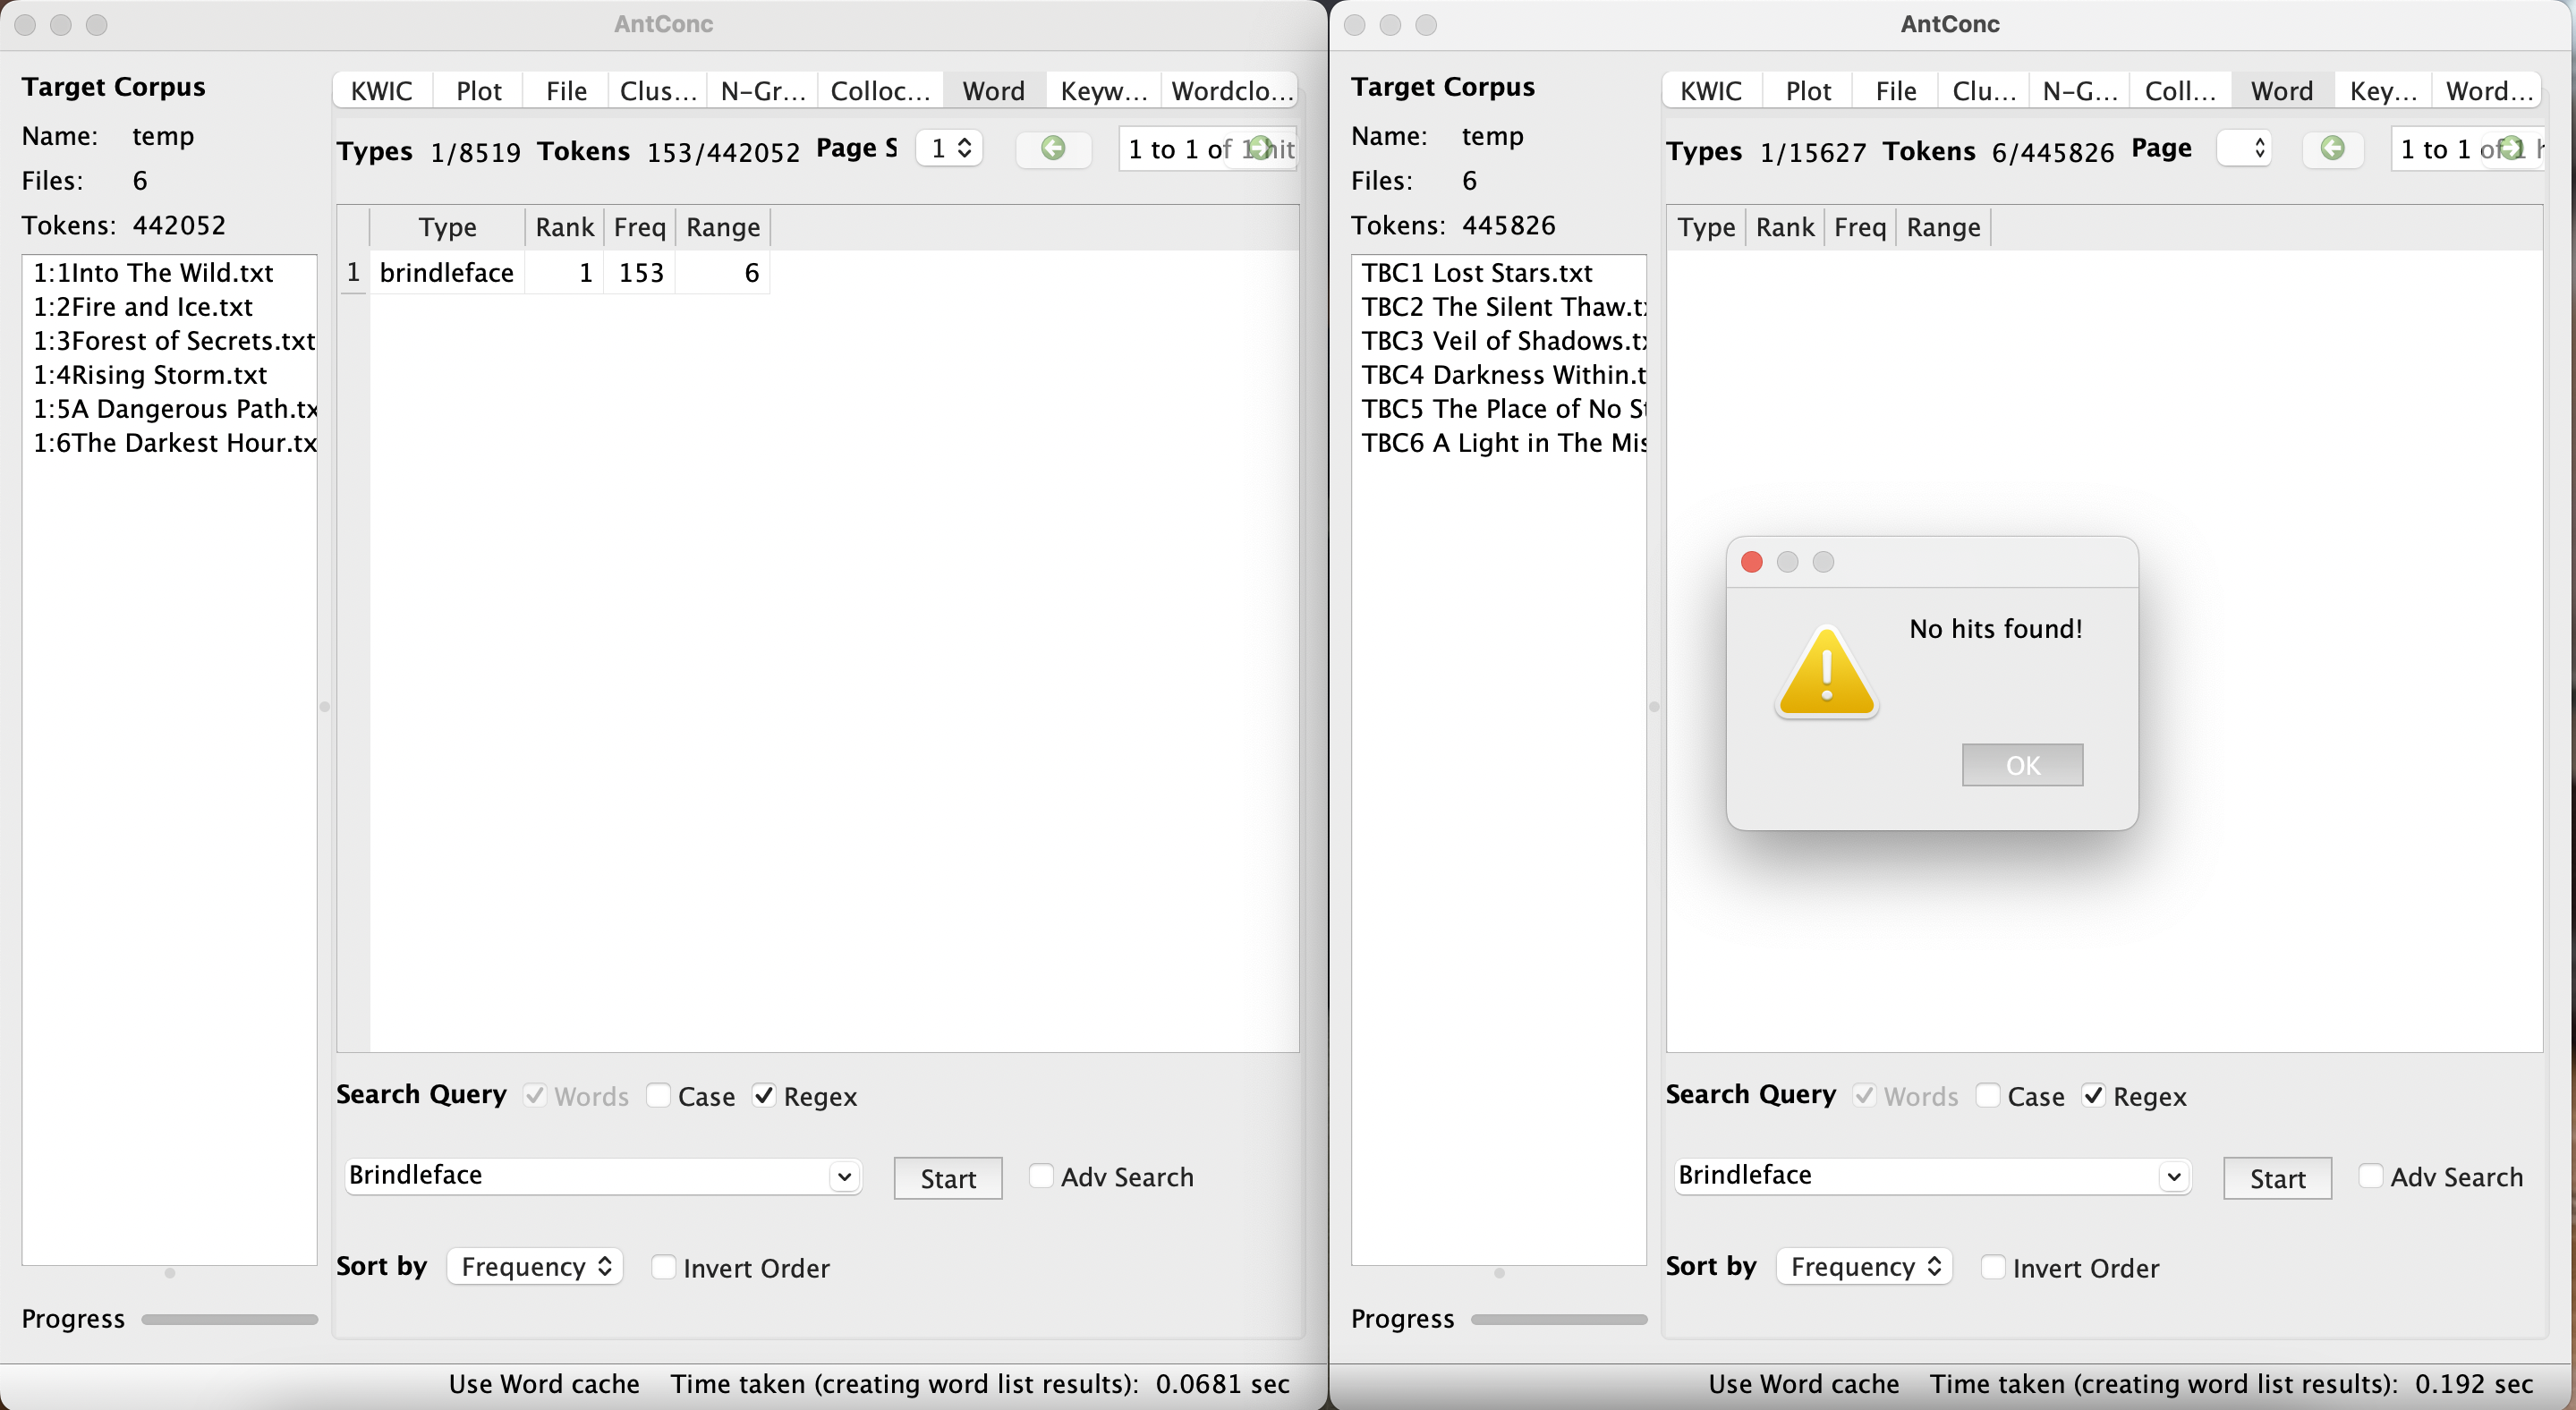 AntConc
Target Corpus
Name: temp
Files: 6
Tokens: 442052
1:1Into The Wild.txt
1:2Fire and Ice.txt
1:3Forest of Secrets.txt
1:4Rising Storm.txt
1:5A Dangerous Path.tx
1:6The Darkest Hour.tx
Progress
KWIC Plot File Clus... N-Gr... Colloc... Word Keyw... Wordclo...
Types 1/8519 Tokens 153/442052 Page S 1 1 to 1 of 1 hit
Type Rank Freq Range
1 brindleface 1 153 6
Search Query Words Case Regex
Brindleface Start Adv Search
Sort by Frequency Invert Order
Use Word cache Time taken (creating word list results): 0.0681 sec
AntConc
Target Corpus
Name: temp
Files: 6
Tokens: 445826
TBC1 Lost Stars.txt
TBC2 The Silent Thaw.t
TBC3 Veil of Shadows.t
TBC4 Darkness Within.t
TBC5 The Place of No St
TBC6 A Light in The Mis
Progress
KWIC Plot File Clu... N-G... Coll... Word Key... Word...
Types 1/15627 Tokens 6/445826 Page 1 to 1 of 1 h
Type Rank Freq Range
No hits found!
OK
Search Query Words Case Regex
Brindleface Start Adv Search
Sort by Frequency Invert Order
Use Word cache Time taken (creating word list results): 0.192 sec